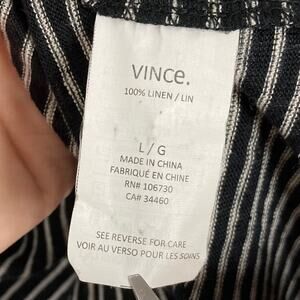 VINCe.
100% LINEN / LIN
L / G
MADE IN CHINA
FABRIQUÉ EN CHINE
RN# 106730
CA# 34460
SEE REVERSE FOR CARE
VOIR AU VERSO POUR LES SOINS